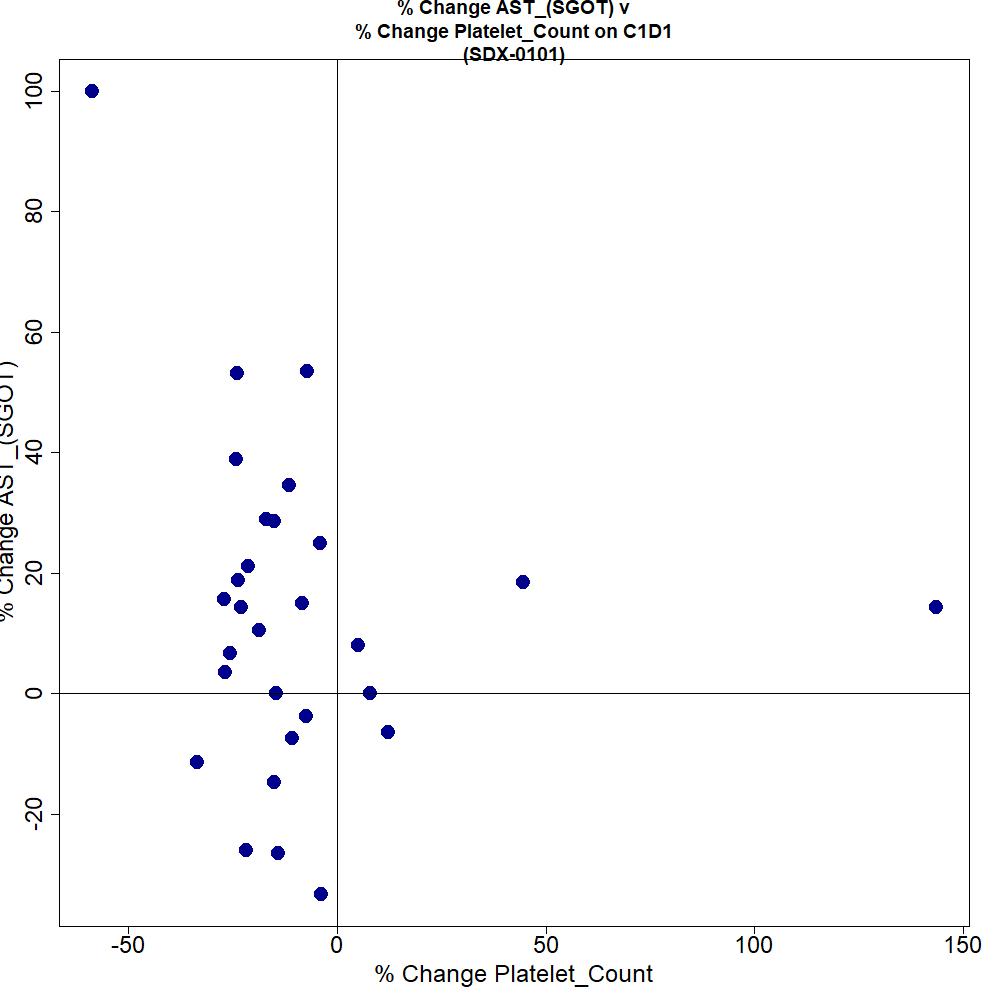 % Change AST_(SGOT) v
% Change Platelet_Count on C1D1
(SDX-0101)
% Change AST_(SGOT)
100
80
60
40
20
0
-20
-50
0
50
100
150
% Change Platelet_Count